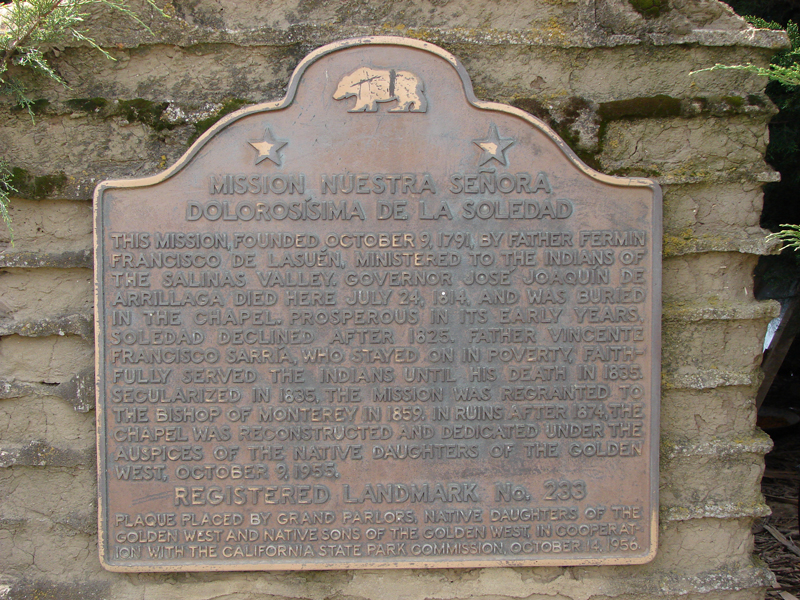 MISSION NUESTRA SEÑORA
DOLOROSÍSIMA DE LA SOLEDAD
THIS MISSION, FOUNDED OCTOBER 9, 1791, BY FATHER FERMIN
FRANCISCO DE LASUÉN, MINISTERED TO THE INDIANS OF
THE SALINAS VALLEY. GOVERNOR JOSÉ JOAQUÍN DE
ARRILLAGA DIED HERE JULY 24, 1814, AND WAS BURIED
IN THE CHAPEL. PROSPEROUS IN ITS EARLY YEARS,
SOLEDAD DECLINED AFTER 1825. FATHER VINCENTE
FRANCISCO SARRÍA, WHO STAYED ON IN POVERTY, FAITH-
FULLY SERVED THE INDIANS UNTIL HIS DEATH IN 1835.
SECULARIZED IN 1835, THE MISSION WAS REGRANTED TO
THE BISHOP OF MONTEREY IN 1859. IN RUINS AFTER 1874, THE
CHAPEL WAS RECONSTRUCTED AND DEDICATED UNDER THE
AUSPICES OF THE NATIVE DAUGHTERS OF THE GOLDEN
WEST, OCTOBER 9, 1955.
REGISTERED LANDMARK No. 233
PLAQUE PLACED BY GRAND PARLORS, NATIVE DAUGHTERS OF THE
GOLDEN WEST AND NATIVE SONS OF THE GOLDEN WEST, IN COOPERAT-
ION WITH THE CALIFORNIA STATE PARK COMMISSION, OCTOBER 14, 1956.